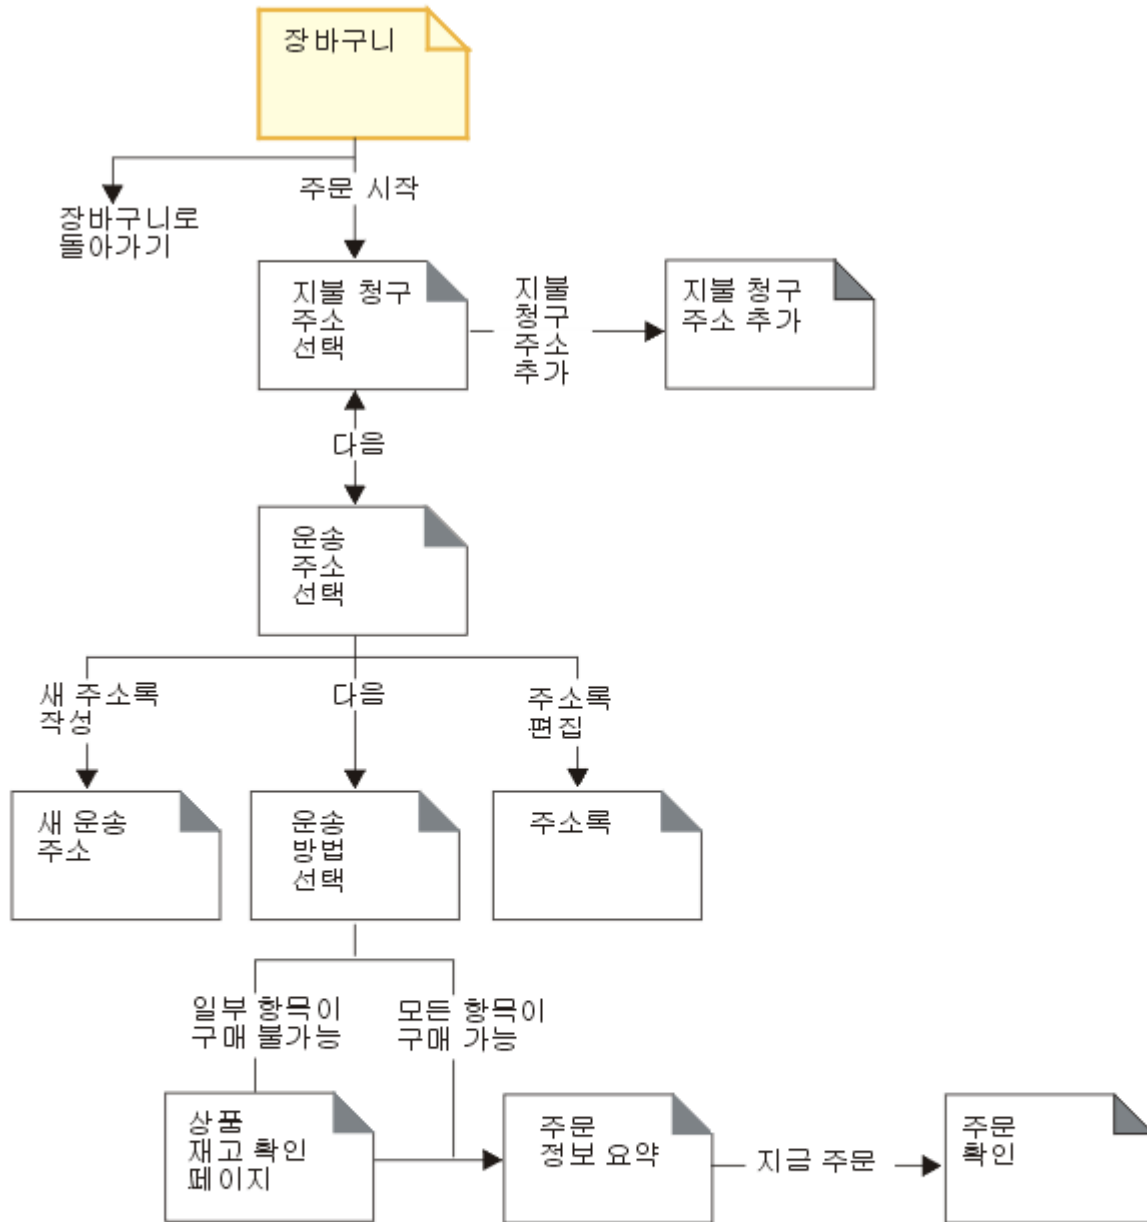 장바구니
주문 시작
장바구니로
돌아가기
지불 청구
주소
선택
지불
청구
주소
추가
지불 청구
주소 추가
다음
운송
주소
선택
새 주소록
작성
다음
주소록
편집
새 운송
주소
운송
방법
선택
주소록
일부 항목이
구매 불가능
모든 항목이
구매 가능
상품
재고 확인
페이지
주문
정보 요약
지금 주문
주문
확인